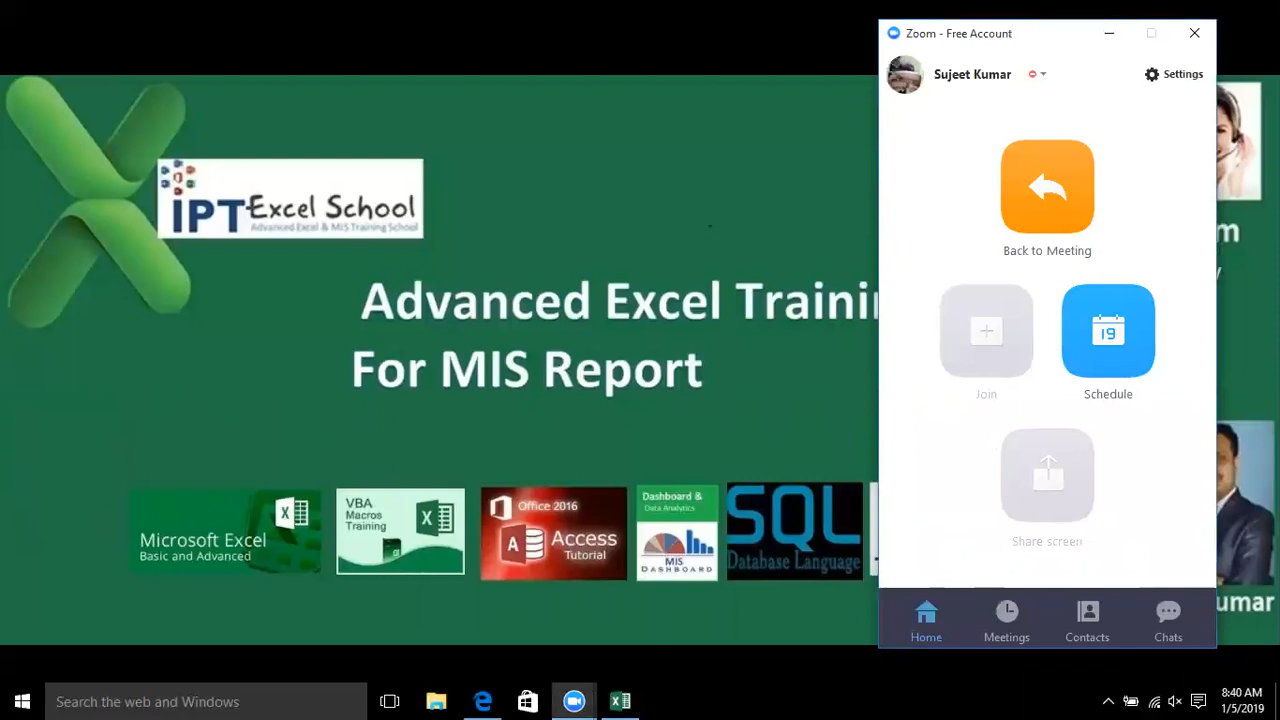 Zoom - Free Account
Sujeet Kumar
Settings
Back to Meeting
19
Join
Schedule
Share screen
Home
Meetings
Contacts
Chats
IPT Excel School
Advanced Excel & MIS Training School
Advanced Excel
For MIS Report
Microsoft Excel
Basic and Advanced
VBA
Macros
Training
Office 2016
Access
Tutorial
Dashboard &
Data Analytics
MIS
DASHBOARD
SQL
Database Language
Search the web and Windows
8:40 AM
1/5/2019